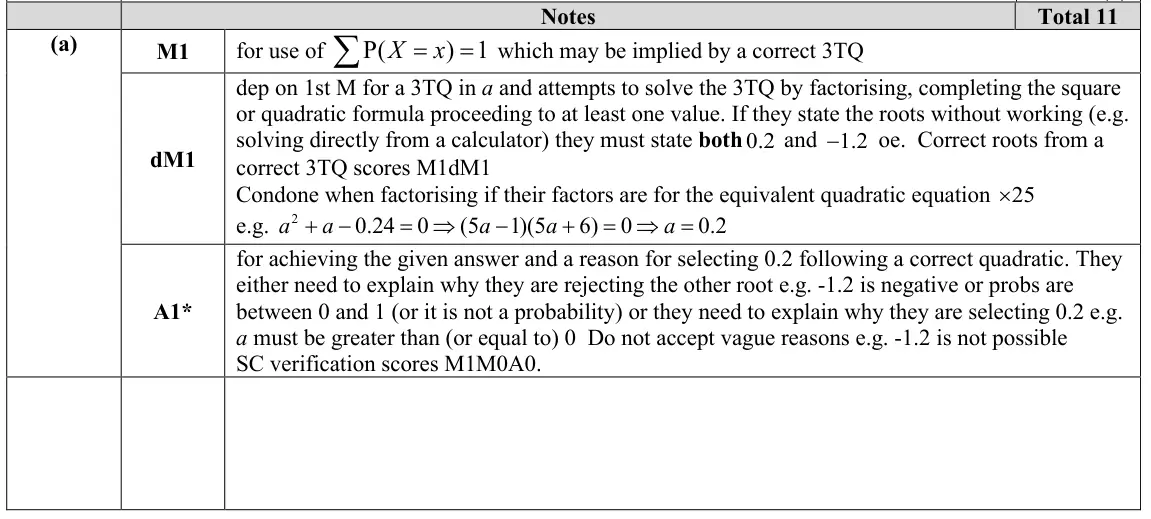 Notes Total 11
(a) M1 for use of ∑P(X = x) = 1 which may be implied by a correct 3TQ
dM1 dep on 1st M for a 3TQ in a and attempts to solve the 3TQ by factorising, completing the square
or quadratic formula proceeding to at least one value. If they state the roots without working (e.g.
solving directly from a calculator) they must state both 0.2 and −1.2 oe. Correct roots from a
correct 3TQ scores M1dM1
Condone when factorising if their factors are for the equivalent quadratic equation ×25
e.g. a² + a − 0.24 = 0 ⇒ (5a − 1)(5a + 6) = 0 ⇒ a = 0.2
A1* for achieving the given answer and a reason for selecting 0.2 following a correct quadratic. They
either need to explain why they are rejecting the other root e.g. -1.2 is negative or probs are
between 0 and 1 (or it is not a probability) or they need to explain why they are selecting 0.2 e.g.
a must be greater than (or equal to) 0 Do not accept vague reasons e.g. -1.2 is not possible
SC verification scores M1M0A0.